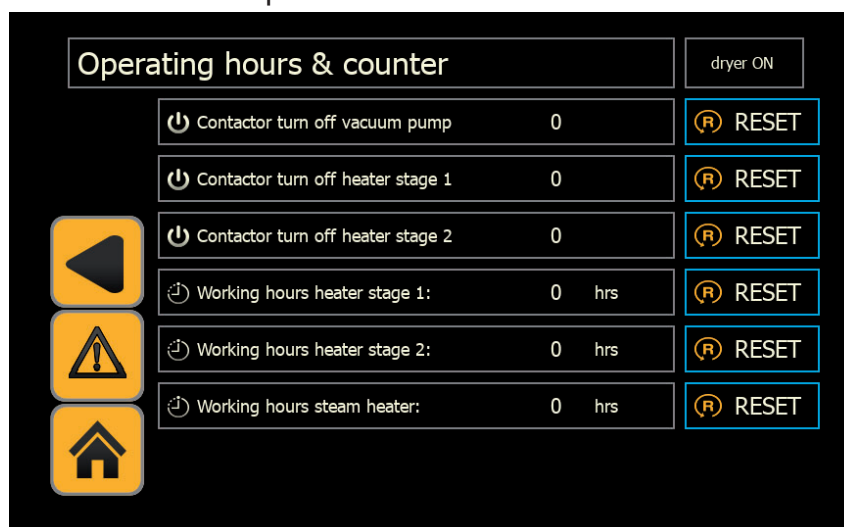 Operating hours & counter dryer ON
Contactor turn off vacuum pump 0 R RESET
Contactor turn off heater stage 1 0 R RESET
Contactor turn off heater stage 2 0 R RESET
Working hours heater stage 1: 0 hrs R RESET
Working hours heater stage 2: 0 hrs R RESET
Working hours steam heater: 0 hrs R RESET